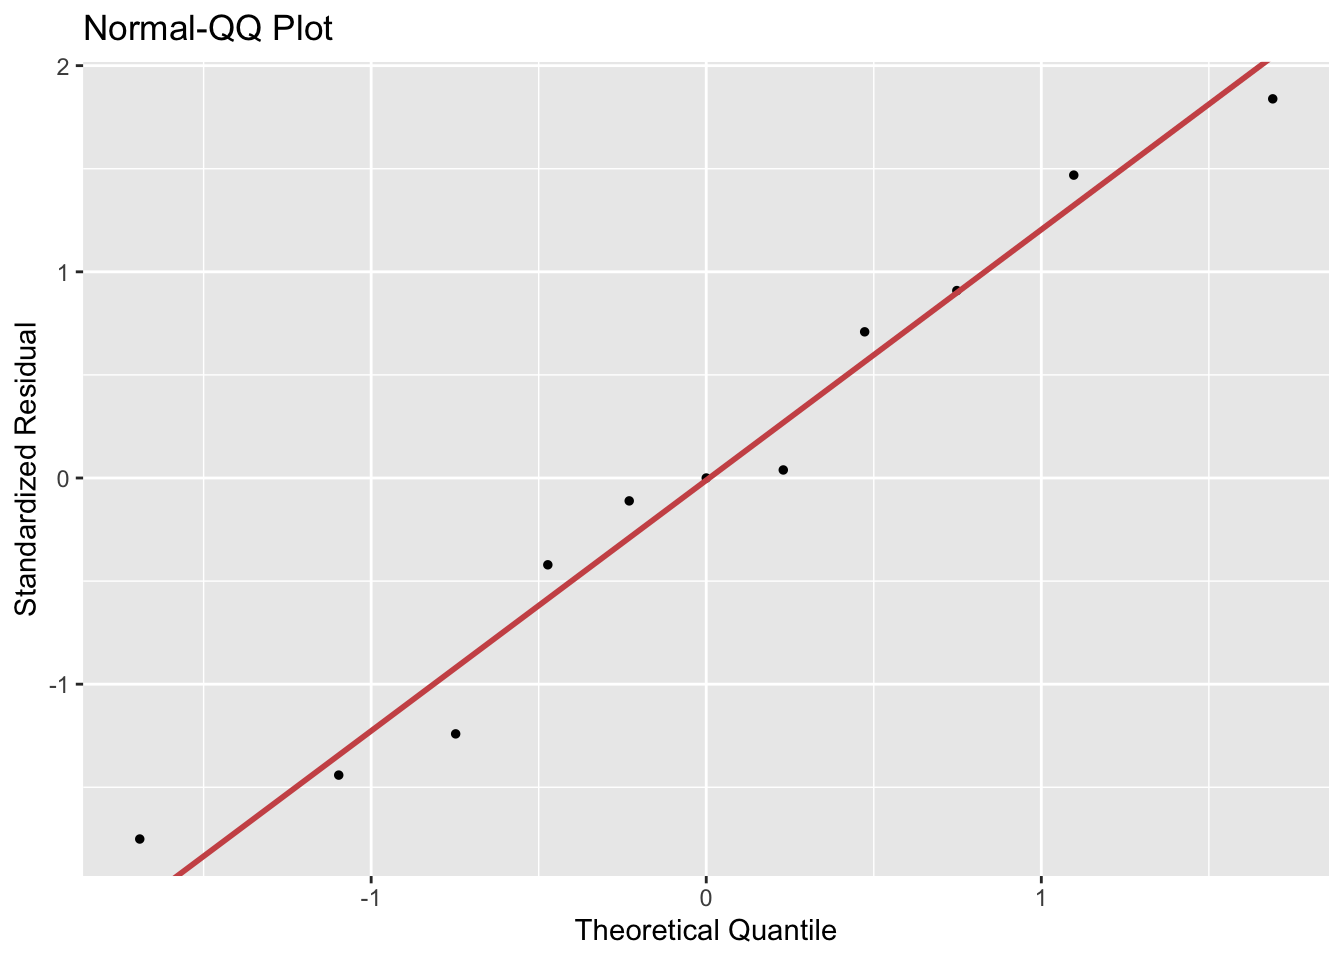 Normal-QQ Plot
2
1
0
-1
Standardized Residual
-1
0
1
Theoretical Quantile